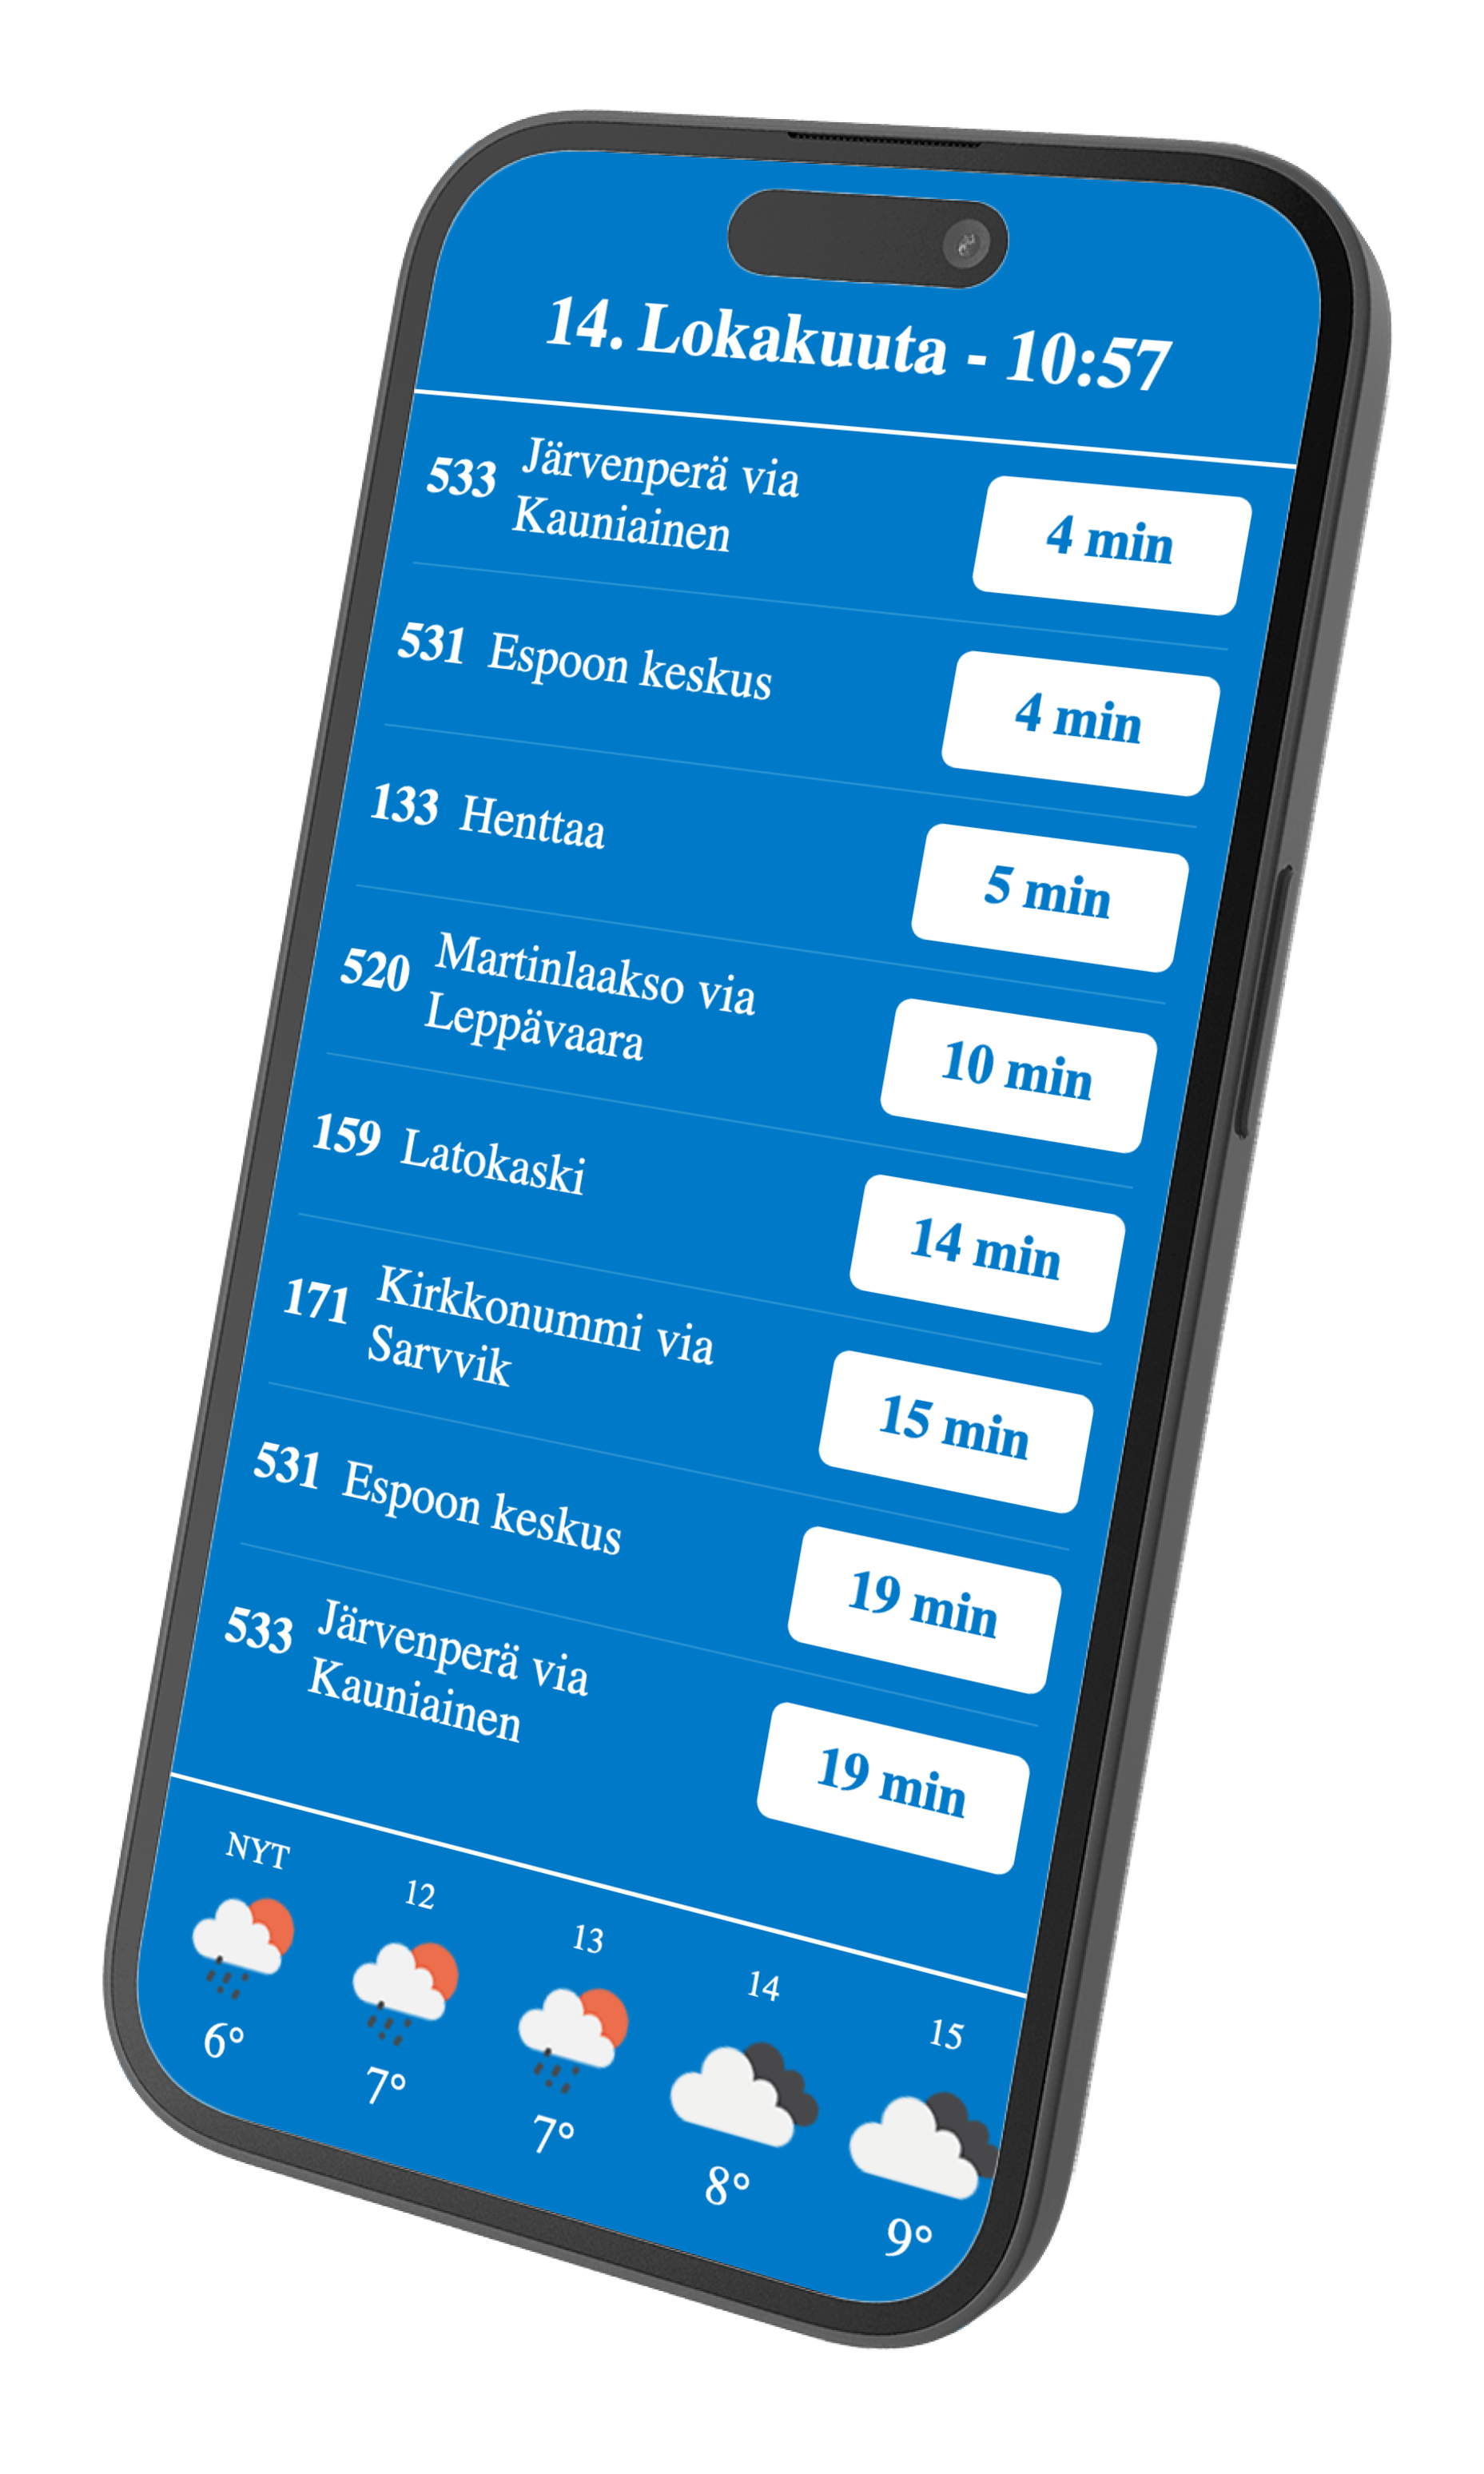 14. Lokakuuta - 10:57
533 Järvenperä via
Kauniainen
4 min
531 Espoon keskus
4 min
133 Henttaa
5 min
520 Martinlaakso via
Leppävaara
10 min
159 Latokaski
14 min
171 Kirkkonummi via
Sarvvik
15 min
531 Espoon keskus
19 min
533 Järvenperä via
Kauniainen
19 min
NYT 12 13 14 15
6° 7° 7° 8° 9°